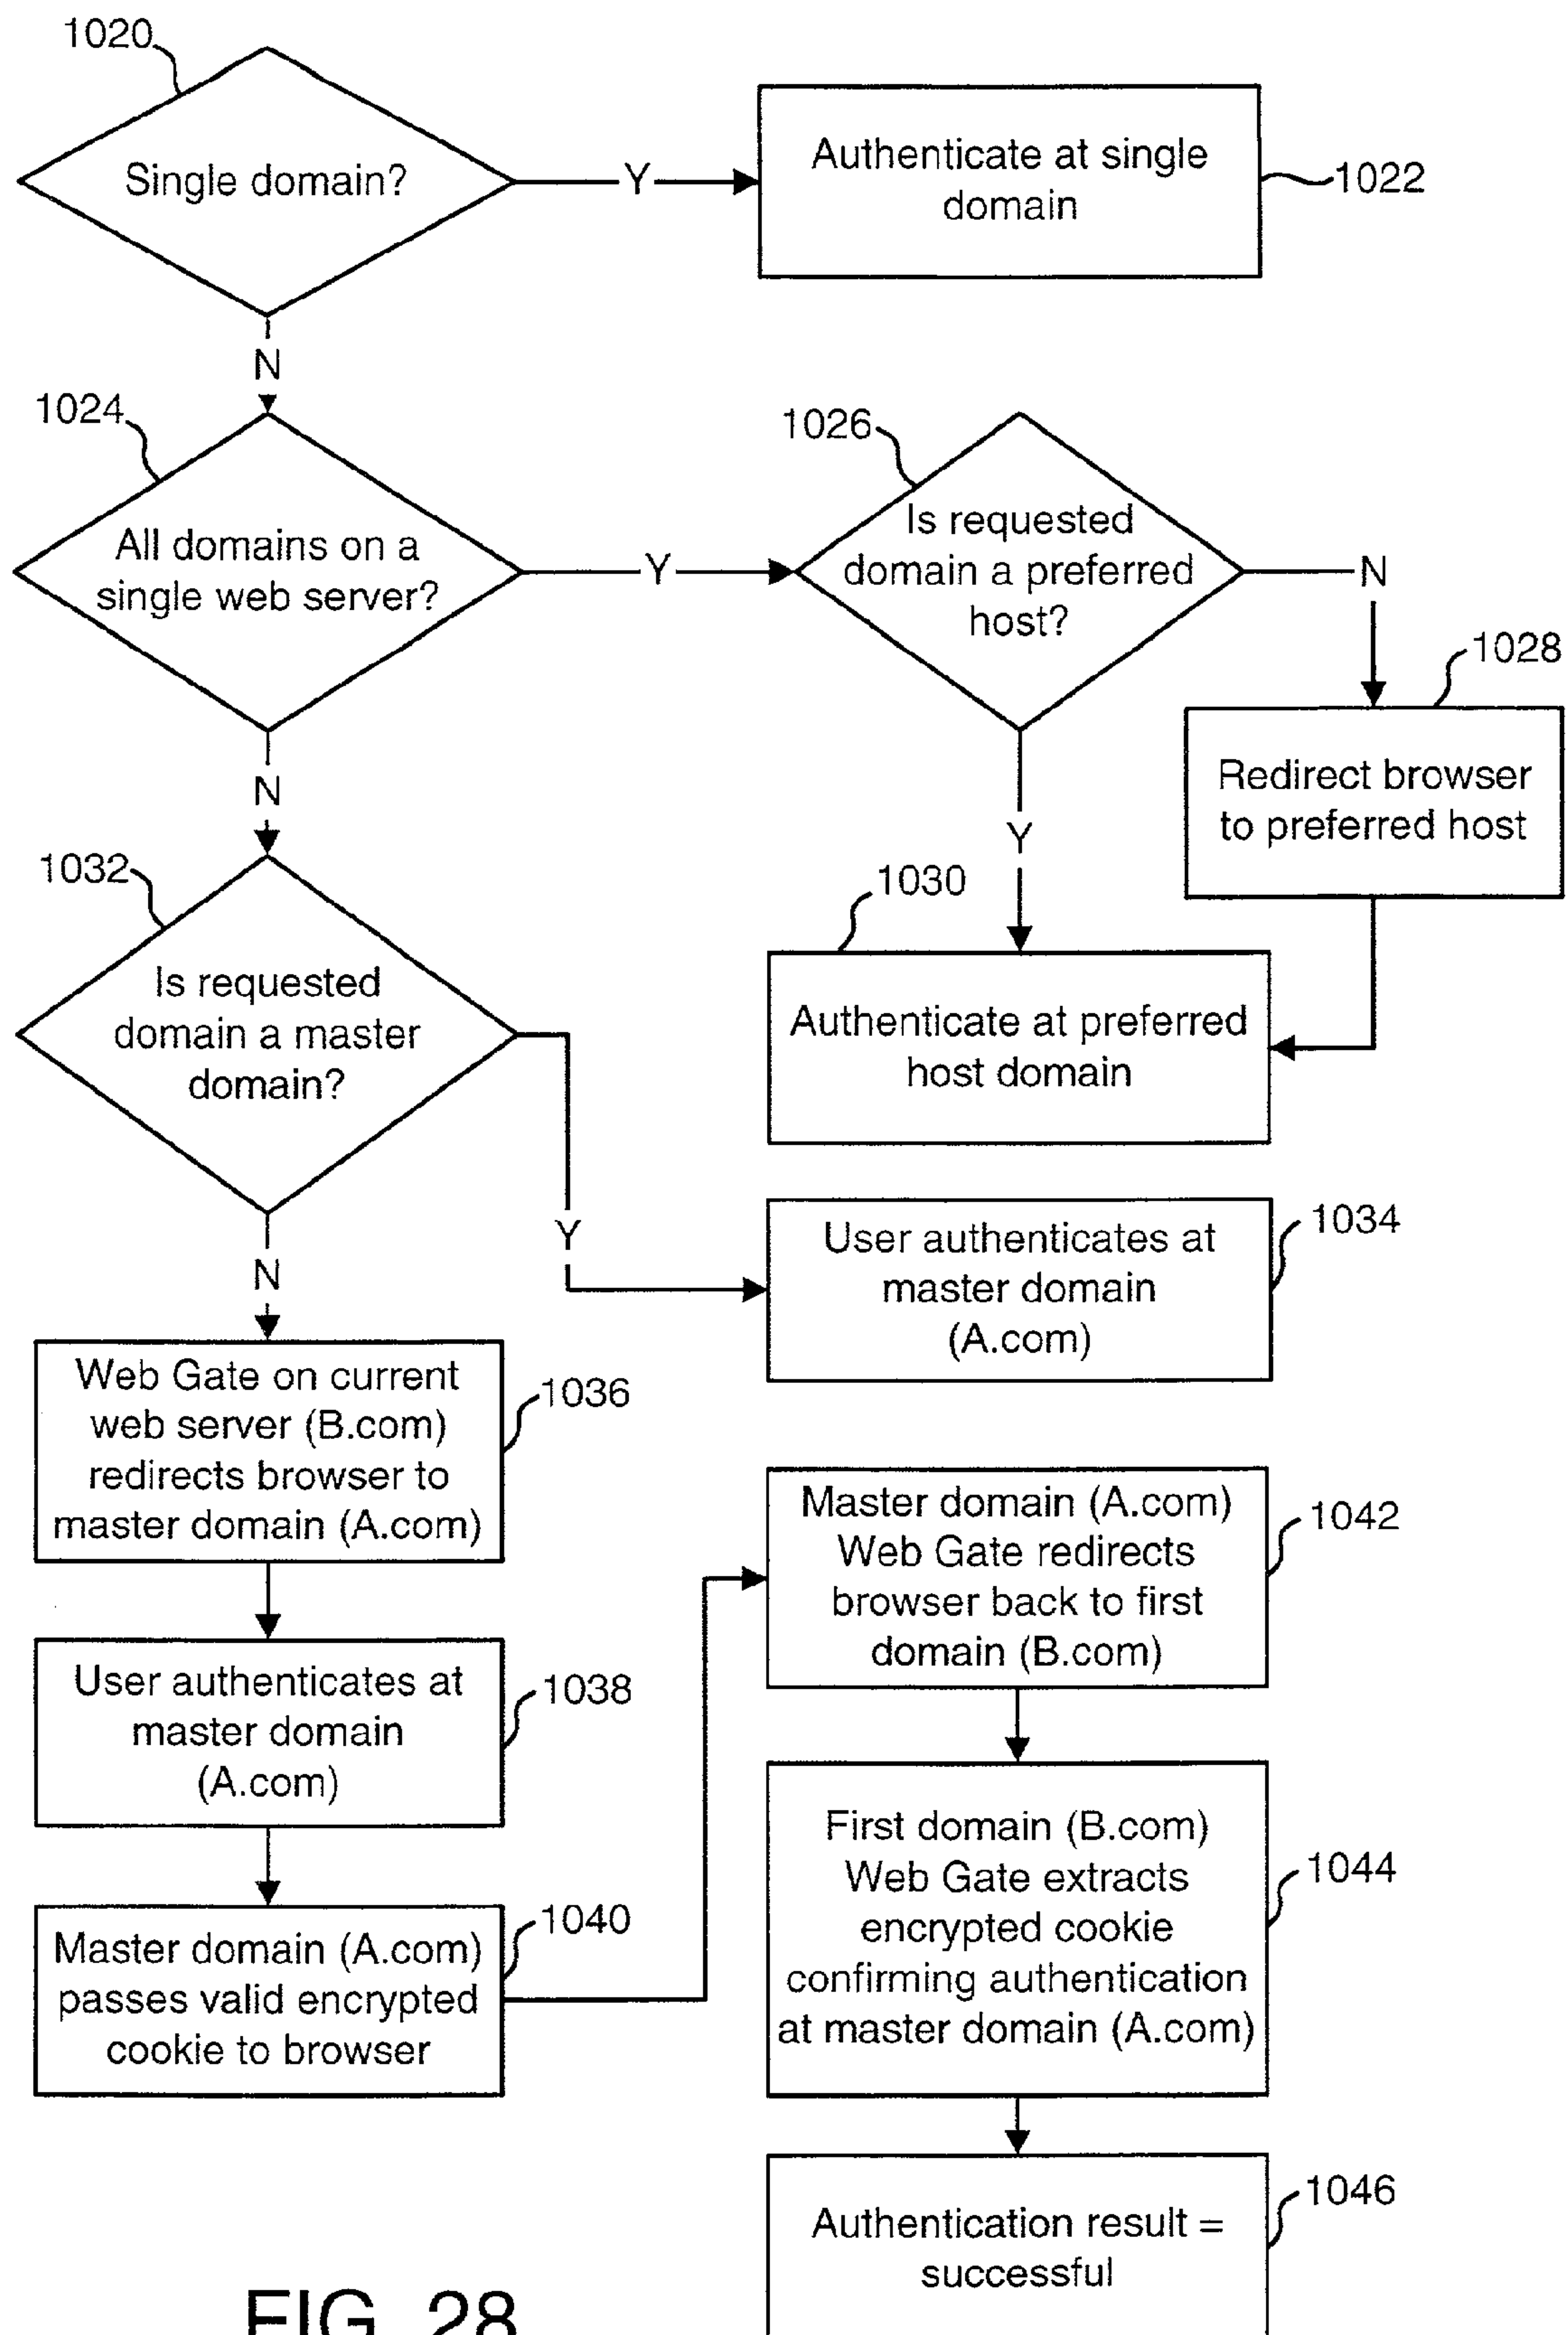 1020
Single domain?
Y
Authenticate at single
domain
1022
N
1024
All domains on a
single web server?
Y
1026
Is requested
domain a preferred
host?
N
1028
Redirect browser
to preferred host
Y
1030
Authenticate at preferred
host domain
N
1032
Is requested
domain a master
domain?
Y
1034
User authenticates at
master domain
(A.com)
N
Web Gate on current
web server (B.com)
redirects browser to
master domain (A.com)
1036
User authenticates at
master domain
(A.com)
1038
Master domain (A.com)
passes valid encrypted
cookie to browser
1040
Master domain (A.com)
Web Gate redirects
browser back to first
domain (B.com)
1042
First domain (B.com)
Web Gate extracts
encrypted cookie
confirming authentication
at master domain (A.com)
1044
Authentication result =
successful
1046
FIG. 28